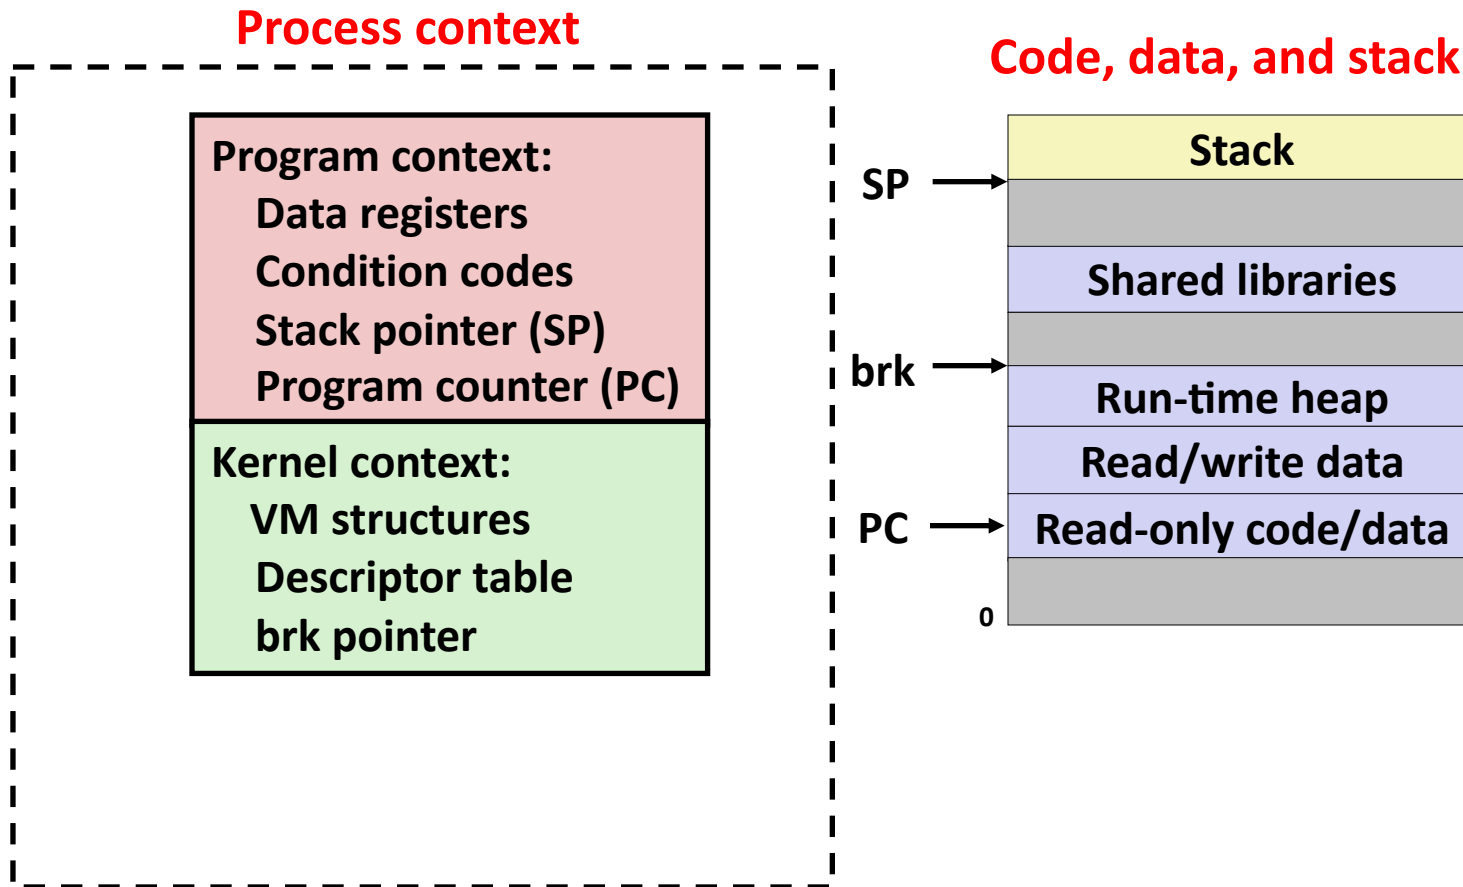 Process context
Program context:
Data registers
Condition codes
Stack pointer (SP)
Program counter (PC)
Kernel context:
VM structures
Descriptor table
brk pointer
Code, data, and stack
Stack
SP
Shared libraries
brk
Run-time heap
Read/write data
PC
Read-only code/data
0